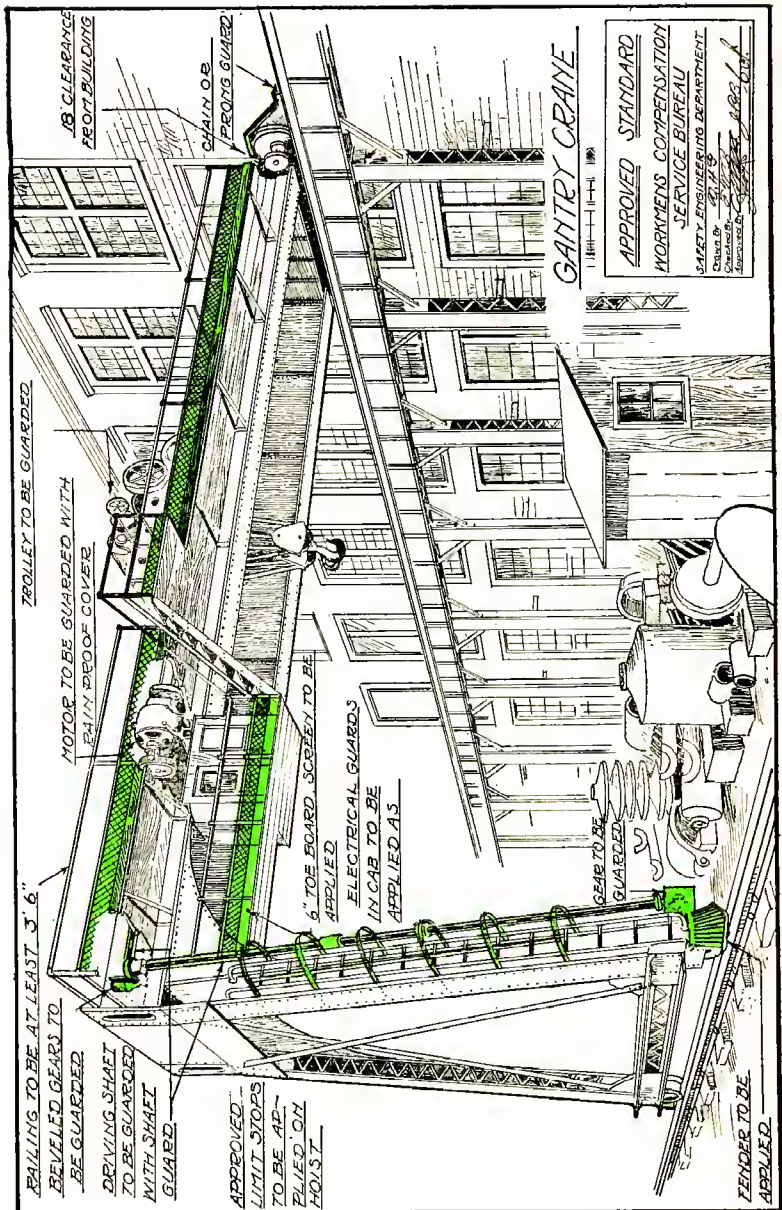 RAILING TO BE AT LEAST 3' 6"
BEVELED GEARS TO
BE GUARDED
DRIVING SHAFT
TO BE GUARDED
WITH SHAFT
GUARD
APPROVED
LIMIT STOPS
TO BE AP-
PLIED ON
HOIST
FENDER TO BE
APPLIED
TROLLEY TO BE GUARDED
MOTOR TO BE GUARDED WITH
RAIN PROOF COVER
6" TOE BOARD SCREEN TO BE
APPLIED
ELECTRICAL GUARDS
IN CAB TO BE
APPLIED AS
GEAR TO BE
GUARDED
18 CLEARANCE
FROM BUILDING
CHAIN OR
PRONG GUARD
GANTRY CRANE
APPROVED STANDARD
WORKMENS COMPENSATION
SERVICE BUREAU
SAFETY ENGINEERING DEPARTMENT
Drawn By
Checked By
Approved By